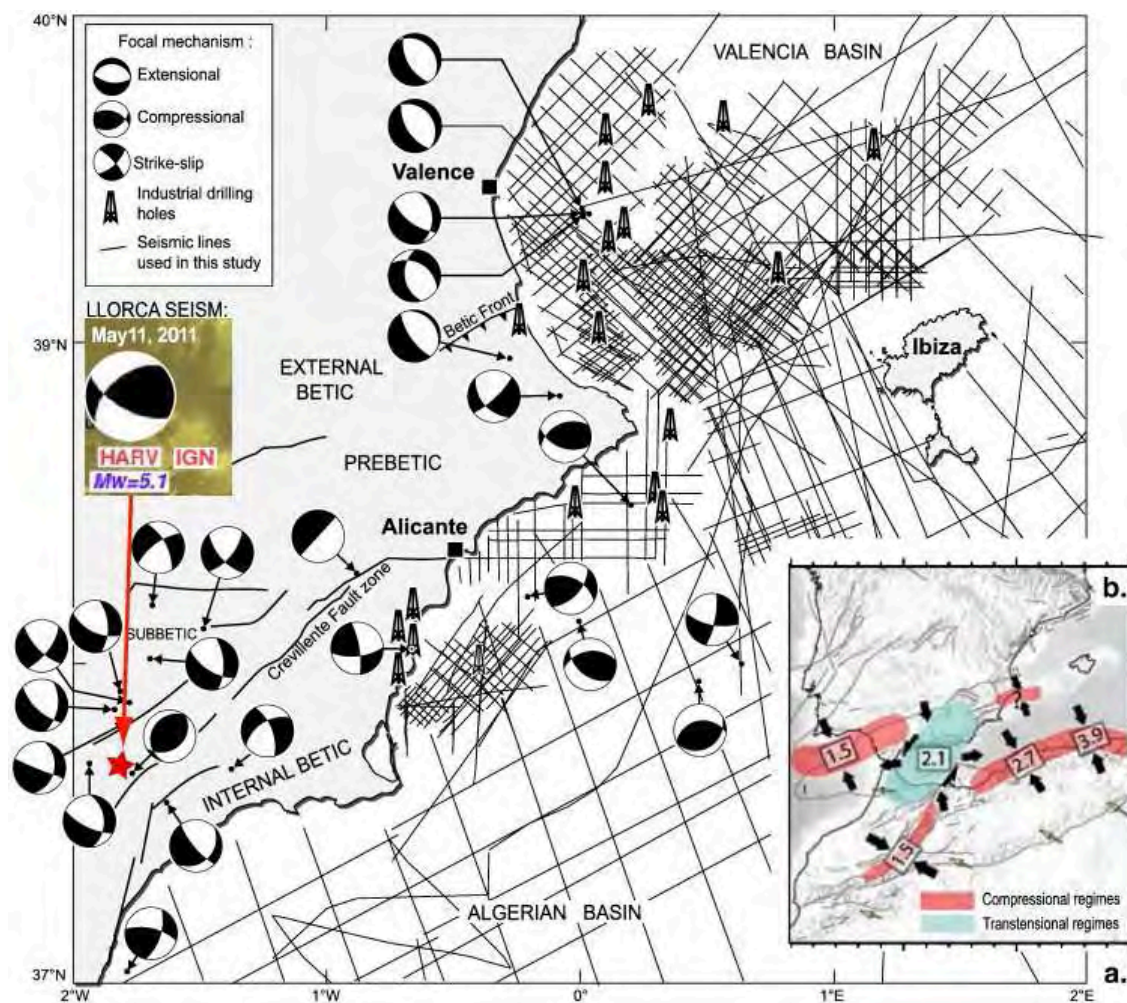 40°N
Focal mechanism :
Extensional
Compressional
Strike-slip
Industrial drilling
holes
Seismic lines
used in this study
VALENCIA BASIN
Valence
LLORCA SEISM:
May11, 2011
HARV IGN
Mw=5.1
39°N
Betic Front
EXTERNAL
BETIC
PREBETIC
Ibiza
Alicante
Crevillente Fault zone
SUBBETIC
INTERNAL BETIC
ALGERIAN BASIN
37°N
2°W
1°W
0°
1°E
2°E
b.
1.5
2.1
2.7
3.9
1.5
Compressional regimes
Transtensional regimes
a.